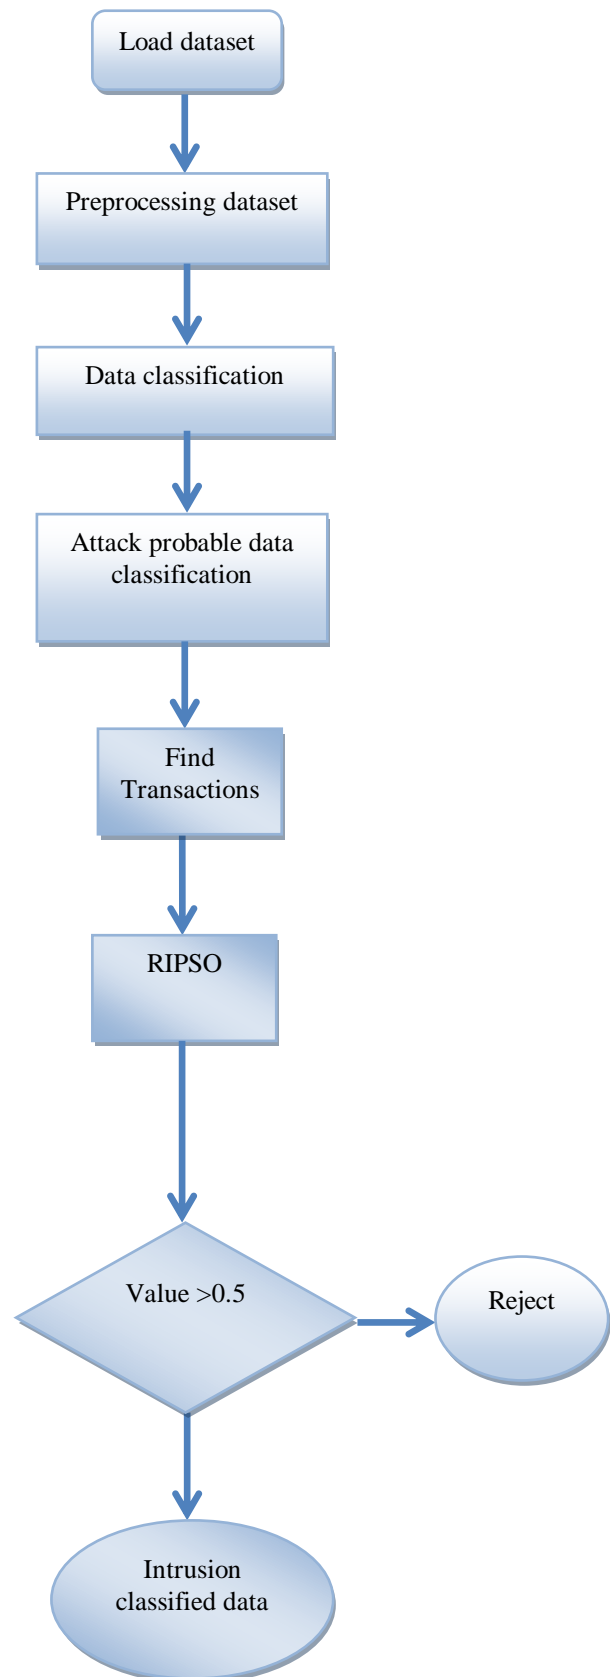 Load dataset
Preprocessing dataset
Data classification
Attack probable data
classification
Find
Transactions
RIPSO
Value >0.5
Reject
Intrusion
classified data